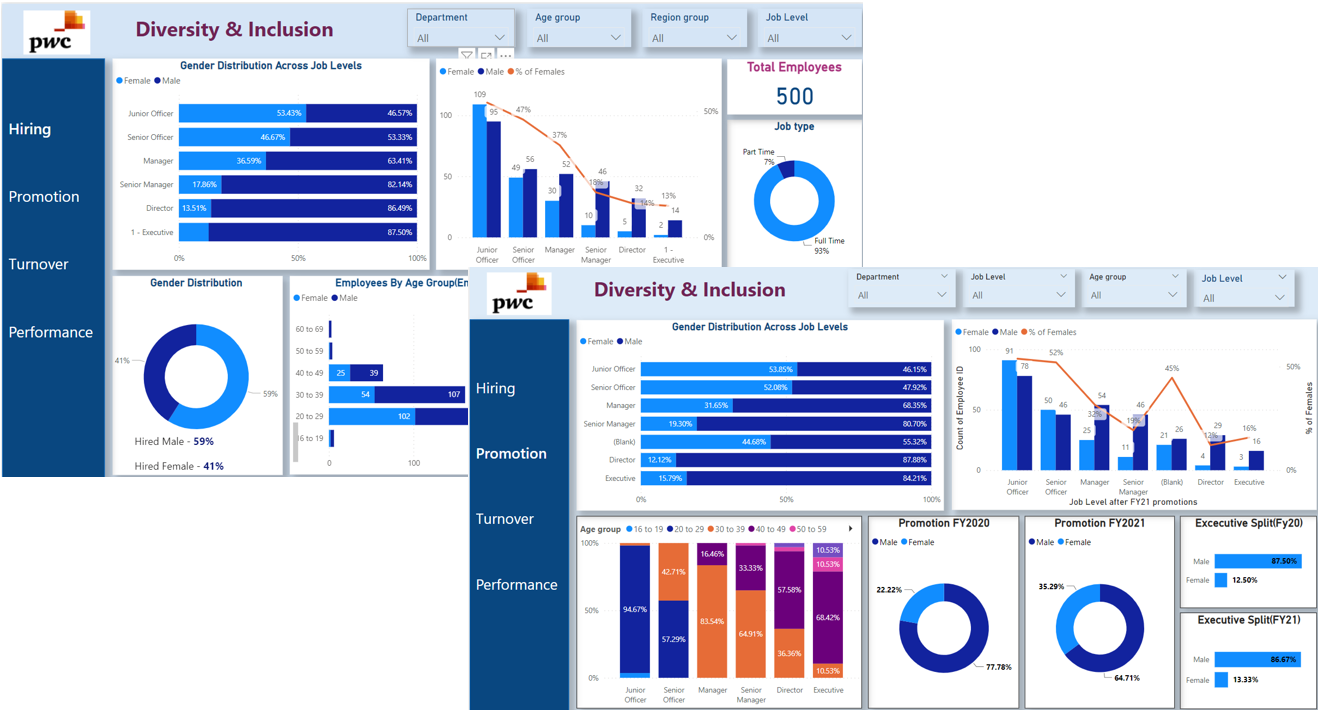 pwc
Diversity & Inclusion
Department
All
Age group
All
Region group
All
Job Level
All
Hiring
Promotion
Turnover
Performance
Gender Distribution Across Job Levels
Female Male
Junior Officer 53.43% 46.57%
Senior Officer 46.67% 53.33%
Manager 36.59% 63.41%
Senior Manager 17.86% 82.14%
Director 13.51% 86.49%
1 - Executive 87.50%
0% 50% 100%
Female Male % of Females
109
95
47%
49
56
37%
30
52
18%
10
46
5
32
14%
13%
2
14
100
50
0
50%
0%
Junior Officer
Senior Officer
Manager
Senior Manager
Director
1 - Executive
Total Employees
500
Job type
Part Time
7%
Full Time
93%
Gender Distribution
41%
59%
Hired Male - 59%
Hired Female - 41%
Employees By Age Group(En
Female Male
60 to 69
50 to 59
40 to 49 25 39
30 to 39 54 107
20 to 29 102
16 to 19
0 100
pwc
Diversity & Inclusion
Department
All
Job Level
All
Age group
All
Job Level
All
Hiring
Promotion
Turnover
Performance
Gender Distribution Across Job Levels
Female Male
Junior Officer 53.85% 46.15%
Senior Officer 52.08% 47.92%
Manager 31.65% 68.35%
Senior Manager 19.30% 80.70%
(Blank) 44.68% 55.32%
Director 12.12% 87.88%
Executive 15.79% 84.21%
0% 50% 100%
Female Male % of Females
Count of Employee ID
% of Females
100
50
0
50%
0%
91
78
52%
50
46
25
54
32%
11
46
19%
45%
21
26
4
29
12%
16%
3
16
Junior Officer
Senior Officer
Manager
Senior Manager
(Blank)
Director
Executive
Job Level after FY21 promotions
Age group 16 to 19 20 to 29 30 to 39 40 to 49 50 to 59
100%
50%
0%
94.67%
42.71%
57.29%
16.46%
83.54%
33.33%
64.91%
57.58%
36.36%
10.53%
10.53%
68.42%
10.53%
Junior Officer
Senior Officer
Manager
Senior Manager
Director
Executive
Promotion FY2020
Male Female
22.22%
77.78%
Promotion FY2021
Male Female
35.29%
64.71%
Excecutive Split(Fy20)
Male 87.50%
Female 12.50%
Executive Split(FY21)
Male 86.67%
Female 13.33%